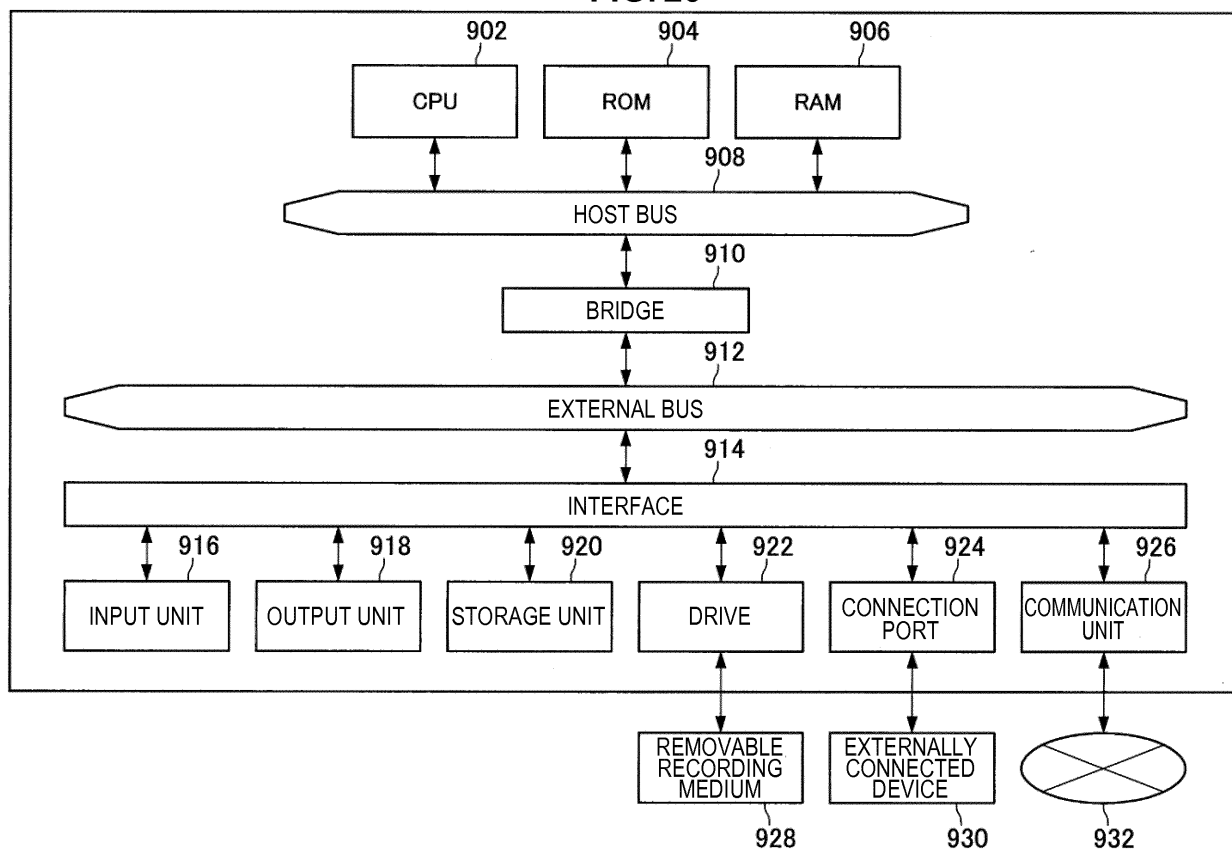 902 904 906
CPU ROM RAM
908
HOST BUS
910
BRIDGE
912
EXTERNAL BUS
914
INTERFACE
916 918 920 922 924 926
INPUT UNIT OUTPUT UNIT STORAGE UNIT DRIVE CONNECTION PORT COMMUNICATION UNIT
REMOVABLE RECORDING MEDIUM EXTERNALLY CONNECTED DEVICE
928 930 932